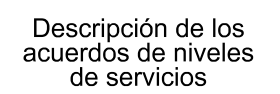 Descripción de los
acuerdos de niveles
de servicios